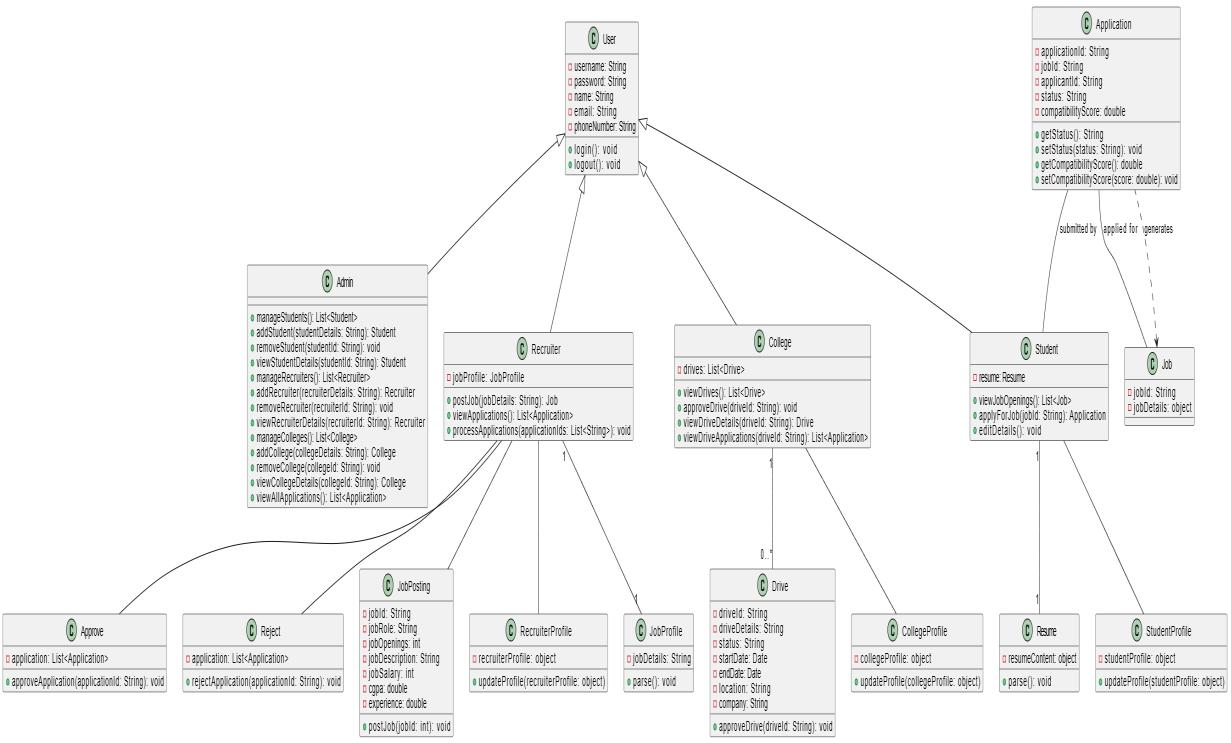 User
username: String
password: String
name: String
email: String
phoneNumber: String
login(): void
logout(): void
Application
applicationId: String
jobId: String
applicantId: String
status: String
compatibilityScore: double
getStatus(): String
setStatus(status: String): void
getCompatibilityScore(): double
setCompatibilityScore(score: double): void
submitted by
applied for
generates
Admin
manageStudents(): List<Student>
addStudent(studentDetails: String): Student
removeStudent(studentId: String): void
viewStudentDetails(studentId: String): Student
manageRecruiters(): List<Recruiter>
addRecruiter(recruiterDetails: String): Recruiter
removeRecruiter(recruiterId: String): void
viewRecruiterDetails(recruiterId: String): Recruiter
manageColleges(): List<College>
addCollege(collegeDetails: String): College
removeCollege(collegeId: String): void
viewCollegeDetails(collegeId: String): College
viewAllApplications(): List<Application>
Recruiter
jobProfile: JobProfile
postJob(jobDetails: String): Job
viewApplications(): List<Application>
processApplications(applicationIds: List<String>): void
College
drives: List<Drive>
viewDrives(): List<Drive>
approveDrive(driveId: String): void
viewDriveDetails(driveId: String): Drive
viewDriveApplications(driveId: String): List<Application>
Student
resume: Resume
viewJobOpenings(): List<Job>
applyForJob(jobId: String): Application
editDetails(): void
Job
jobId: String
jobDetails: object
1
1
1
0..*
1
1
Approve
application: List<Application>
approveApplication(applicationId: String): void
Reject
application: List<Application>
rejectApplication(applicationId: String): void
JobPosting
jobId: String
jobRole: String
jobOpenings: int
jobDescription: String
jobSalary: int
cgpa: double
experience: double
postJob(jobId: int): void
RecruiterProfile
recruiterProfile: object
updateProfile(recruiterProfile: object)
JobProfile
jobDetails: String
parse(): void
Drive
driveId: String
driveDetails: String
status: String
startDate: Date
endDate: Date
location: String
company: String
approveDrive(driveId: String): void
CollegeProfile
collegeProfile: object
updateProfile(collegeProfile: object)
Resume
resumeContent: object
parse(): void
StudentProfile
studentProfile: object
updateProfile(studentProfile: object)